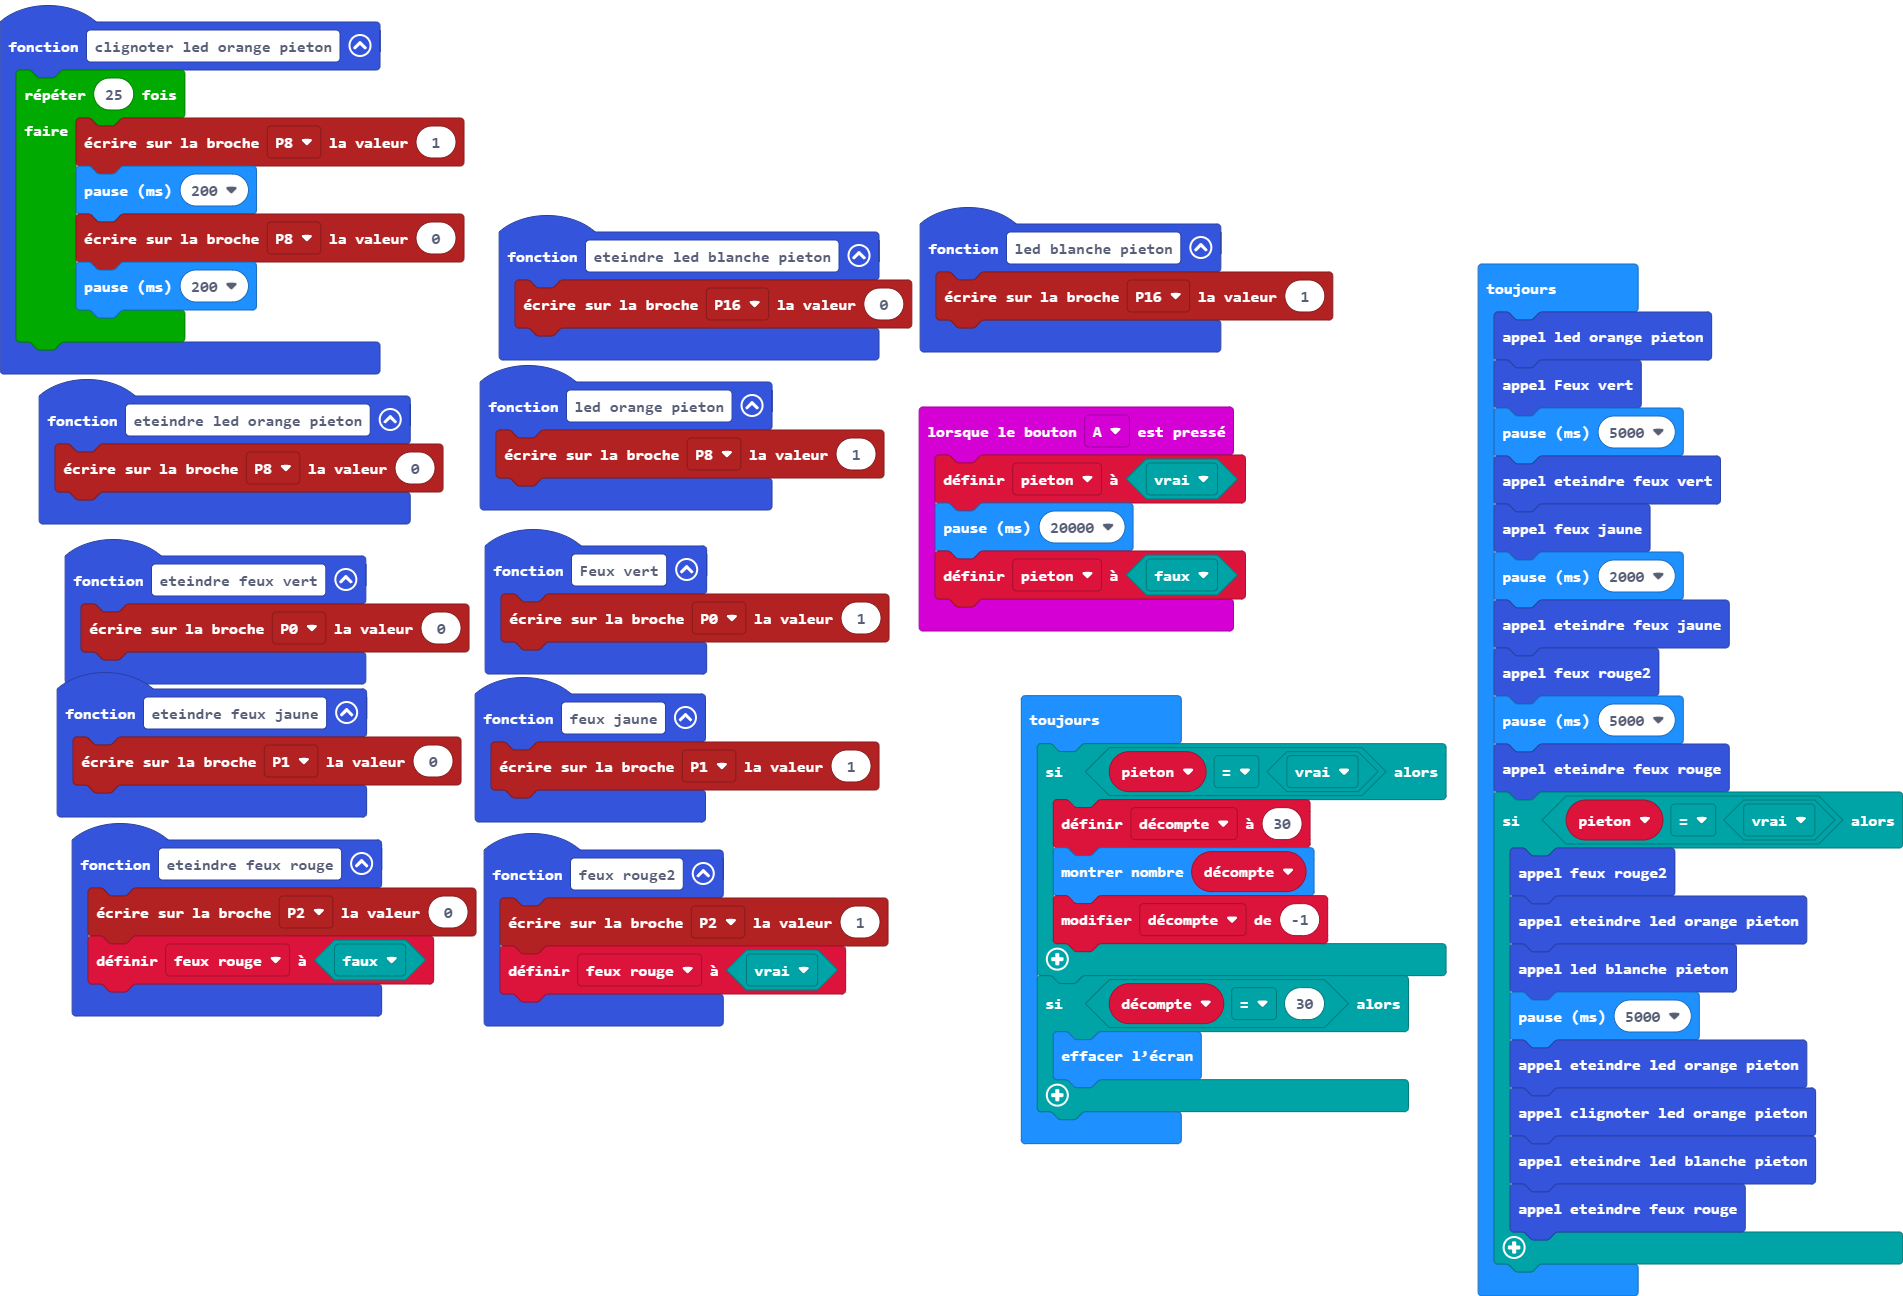 fonction clignoter led orange pieton
répéter 25 fois
faire
écrire sur la broche P8 la valeur 1
pause (ms) 200
écrire sur la broche P8 la valeur 0
pause (ms) 200
fonction eteindre led blanche pieton
écrire sur la broche P16 la valeur 0
fonction led blanche pieton
écrire sur la broche P16 la valeur 1
fonction eteindre led orange pieton
écrire sur la broche P8 la valeur 0
fonction led orange pieton
écrire sur la broche P8 la valeur 1
fonction eteindre feux vert
écrire sur la broche P0 la valeur 0
fonction Feux vert
écrire sur la broche P0 la valeur 1
fonction eteindre feux jaune
écrire sur la broche P1 la valeur 0
fonction feux jaune
écrire sur la broche P1 la valeur 1
fonction eteindre feux rouge
écrire sur la broche P2 la valeur 0
définir feux rouge à faux
fonction feux rouge2
écrire sur la broche P2 la valeur 1
définir feux rouge à vrai
lorsque le bouton A est pressé
définir pieton à vrai
pause (ms) 20000
définir pieton à faux
toujours
si pieton = vrai alors
définir décompte à 30
montrer nombre décompte
modifier décompte de -1
si décompte = 30 alors
effacer l’écran
toujours
appel led orange pieton
appel Feux vert
pause (ms) 5000
appel eteindre feux vert
appel feux jaune
pause (ms) 2000
appel eteindre feux jaune
appel feux rouge2
pause (ms) 5000
appel eteindre feux rouge
si pieton = vrai alors
appel feux rouge2
appel eteindre led orange pieton
appel led blanche pieton
pause (ms) 5000
appel eteindre led orange pieton
appel clignoter led orange pieton
appel eteindre led blanche pieton
appel eteindre feux rouge